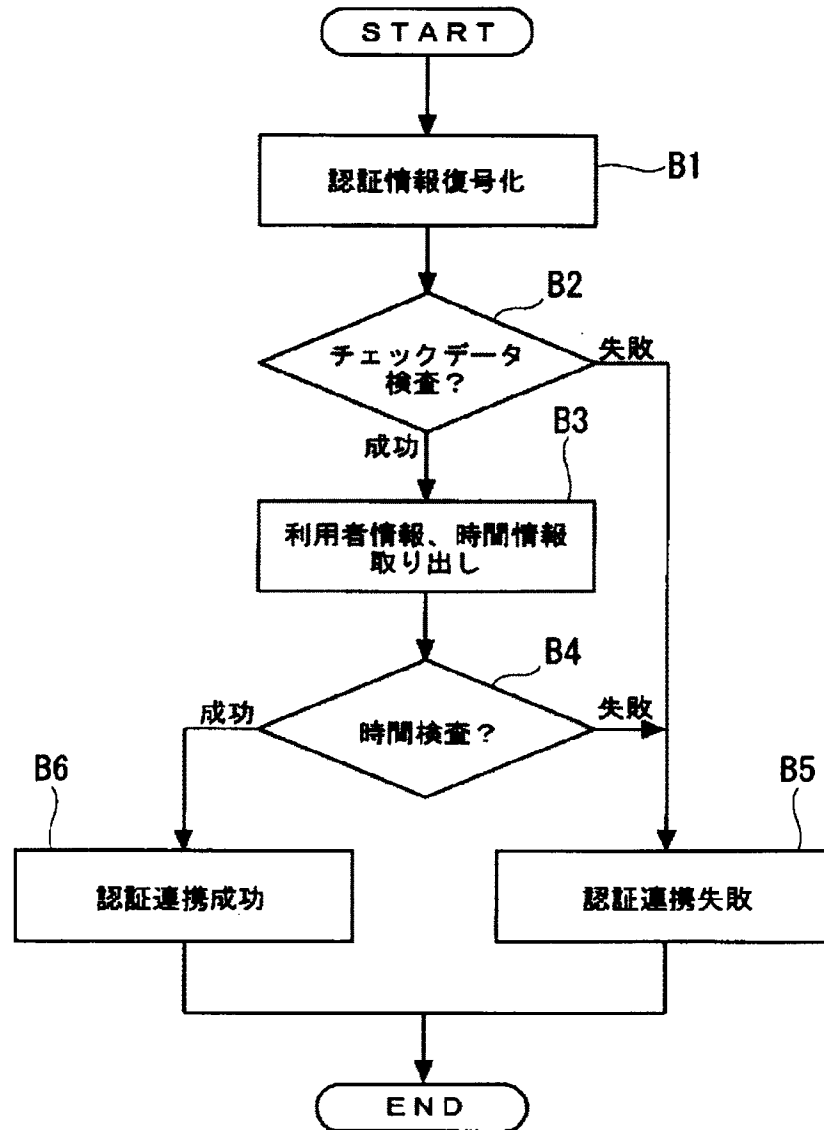 START
認証情報復号化
B1
B2
チェックデータ
検査？
失敗
成功
B3
利用者情報、時間情報
取り出し
B4
成功
時間検査？
失敗
B6
B5
認証連携成功
認証連携失敗
END